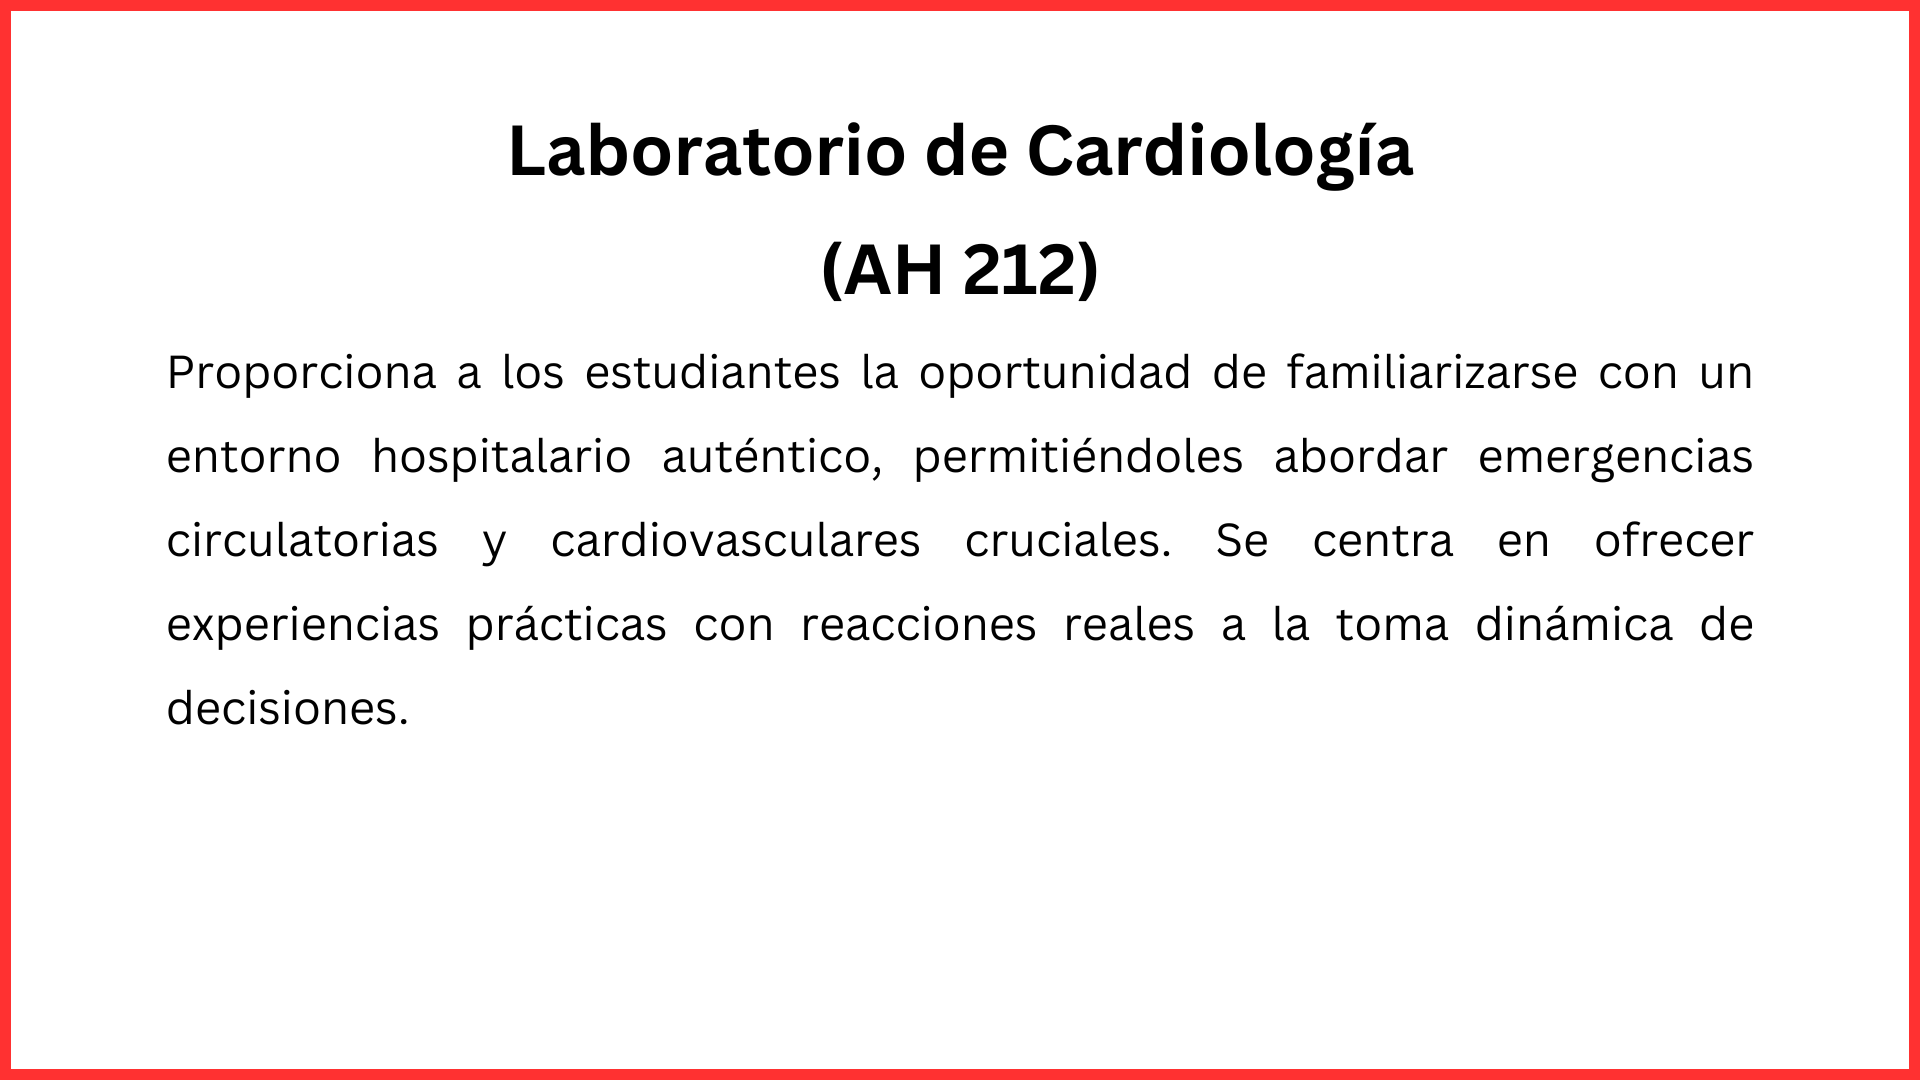 Laboratorio de Cardiología
(AH 212)
Proporciona a los estudiantes la oportunidad de familiarizarse con un
entorno hospitalario auténtico, permitiéndoles abordar emergencias
circulatorias y cardiovasculares cruciales. Se centra en ofrecer
experiencias prácticas con reacciones reales a la toma dinámica de
decisiones.